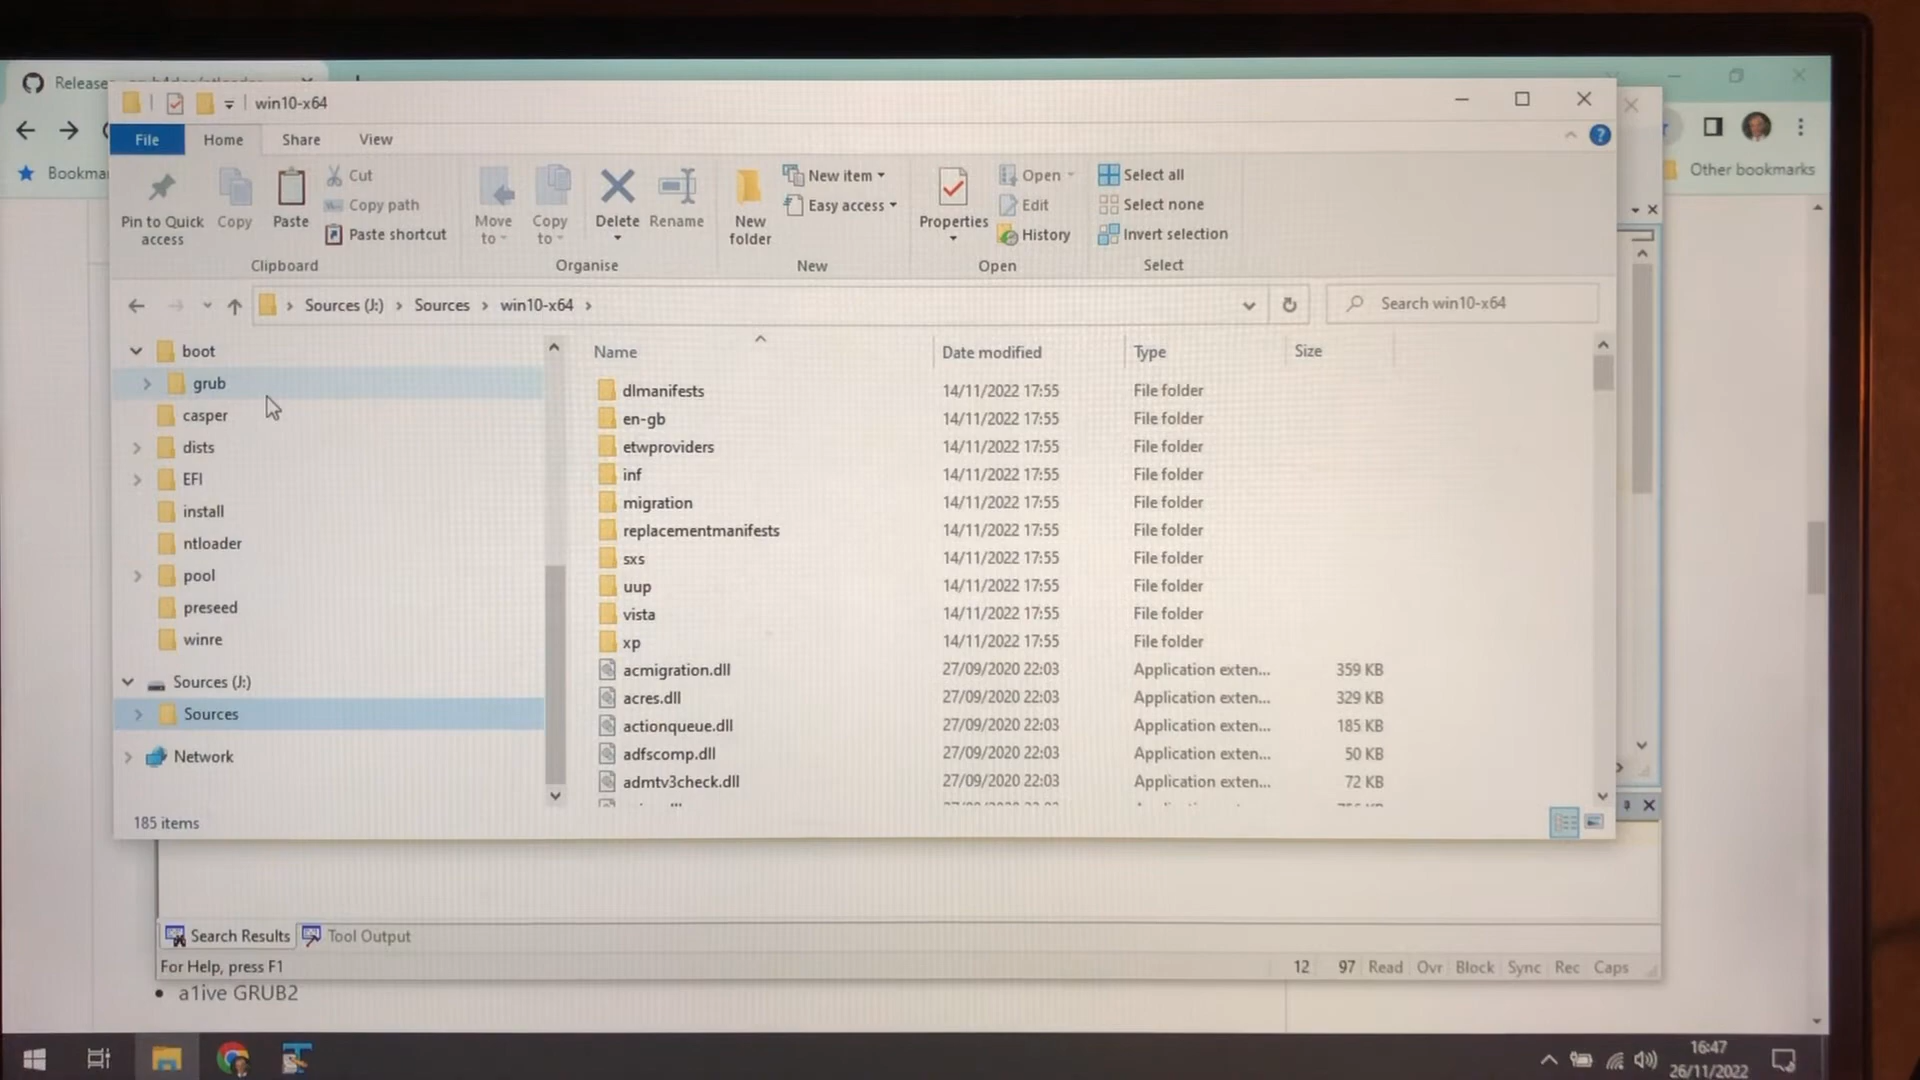 Release
win10-x64
File Home Share View
Bookma
Other bookmarks
Pin to Quick access
Copy
Paste
Cut
Copy path
Paste shortcut
Clipboard
Move to
Copy to
Delete
Rename
Organise
New folder
New item
Easy access
New
Properties
Open
Edit
History
Open
Select all
Select none
Invert selection
Select
Sources (J:) Sources win10-x64
Search win10-x64
boot
grub
casper
dists
EFI
install
ntloader
pool
preseed
winre
Sources (J:)
Sources
Network
Name Date modified Type Size
dlmanifests 14/11/2022 17:55 File folder
en-gb 14/11/2022 17:55 File folder
etwproviders 14/11/2022 17:55 File folder
inf 14/11/2022 17:55 File folder
migration 14/11/2022 17:55 File folder
replacementmanifests 14/11/2022 17:55 File folder
sxs 14/11/2022 17:55 File folder
uup 14/11/2022 17:55 File folder
vista 14/11/2022 17:55 File folder
xp 14/11/2022 17:55 File folder
acmigration.dll 27/09/2020 22:03 Application exten... 359 KB
acres.dll 27/09/2020 22:03 Application exten... 329 KB
actionqueue.dll 27/09/2020 22:03 Application exten... 185 KB
adfscomp.dll 27/09/2020 22:03 Application exten... 50 KB
admtv3check.dll 27/09/2020 22:03 Application exten... 72 KB
185 items
Search Results Tool Output
For Help, press F1 12 97 Read Ovr Block Sync Rec Caps
• a1ive GRUB2
16:47
26/11/2022